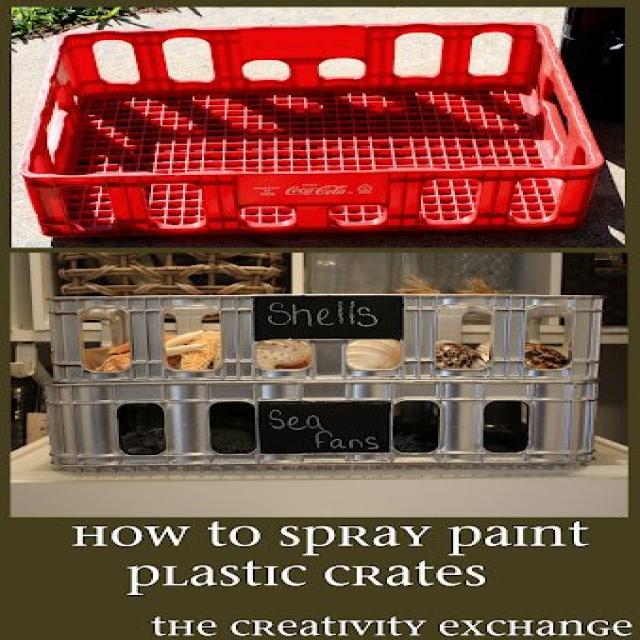 Coca-Cola
Shells
Sea
Fans
HOW TO SPRAY PAINT
PLASTIC CRATES
THE CREATIVITY EXCHANGE